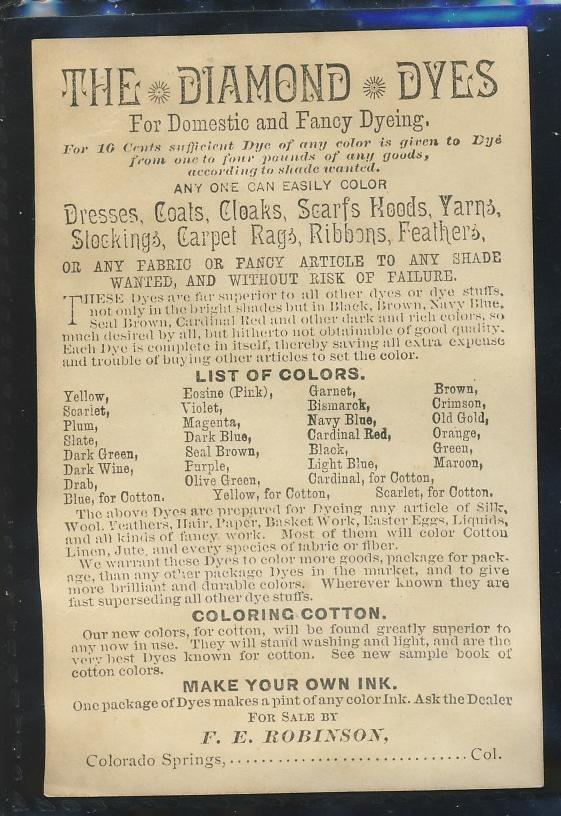 THE DIAMOND DYES
For Domestic and Fancy Dyeing.
For 10 Cents sufficient Dye of any color is given to Dye
from one to four pounds of any goods,
according to shade wanted.
ANY ONE CAN EASILY COLOR
Dresses, Coats, Cloaks, Scarfs Hoods, Yarns,
Stockings, Carpet Rags, Ribbons, Feathers,
OR ANY FABRIC OR FANCY ARTICLE TO ANY SHADE
WANTED, AND WITHOUT RISK OF FAILURE.
THESE Dyes are far superior to all other dyes or dye stuffs,
not only in the bright shades but in Black, Brown, Navy Blue,
Seal Brown, Cardinal Red and other dark and rich colors, so
much desired by all, but hitherto not obtainable of good quality.
Each Dye is complete in itself, thereby saving all extra expense
and trouble of buying other articles to set the color.
LIST OF COLORS.
Yellow, Eosine (Pink), Garnet, Brown,
Scarlet, Violet, Bismarck, Crimson,
Plum, Magenta, Navy Blue, Old Gold,
Slate, Dark Blue, Cardinal Red, Orange,
Dark Green, Seal Brown, Black, Green,
Dark Wine, Purple, Light Blue, Maroon,
Drab, Olive Green, Cardinal, for Cotton,
Blue, for Cotton. Yellow, for Cotton, Scarlet, for Cotton.
The above Dyes are prepared for Dyeing any article of Silk,
Wool, Feathers, Hair, Paper, Basket Work, Easter Eggs, Liquids,
and all kinds of fancy work. Most of them will color Cotton
Linen, Jute, and every species of fabric or fiber.
We warrant these Dyes to color more goods, package for pack-
age, than any other package Dyes in the market, and to give
more brilliant and durable colors. Wherever known they are
fast superseding all other dye stuffs.
COLORING COTTON.
Our new colors, for cotton, will be found greatly superior to
any now in use. They will stand washing and light, and are the
very best Dyes known for cotton. See new sample book of
cotton colors.
MAKE YOUR OWN INK.
One package of Dyes makes a pint of any color Ink. Ask the Dealer
FOR SALE BY
F. E. ROBINSON,
Colorado Springs, .............................. Col.